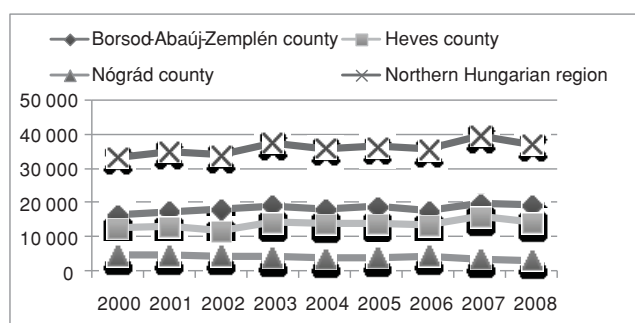 Borsod-Abaúj-Zemplén county Heves county
Nógrád county Northern Hungarian region
50 000
40 000
30 000
20 000
10 000
0
2000 2001 2002 2003 2004 2005 2006 2007 2008